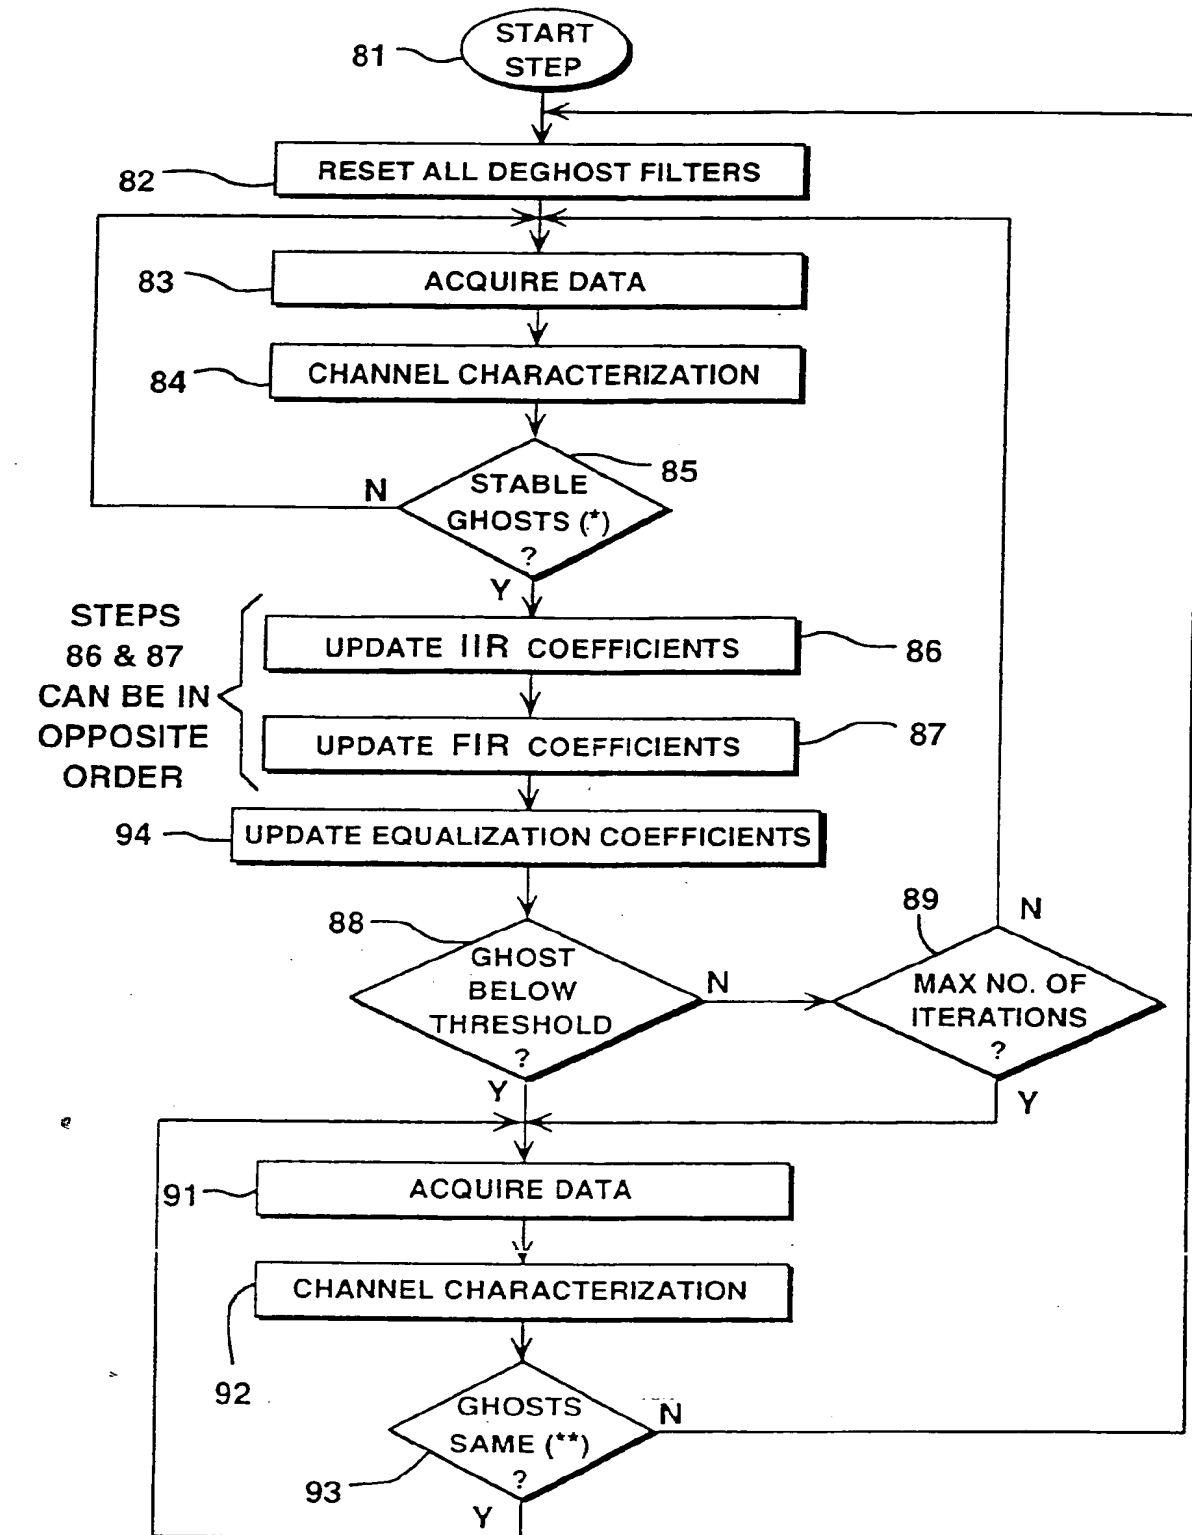 START
STEP
81
RESET ALL DEGHOST FILTERS
82
ACQUIRE DATA
83
CHANNEL CHARACTERIZATION
84
85
STABLE
GHOSTS (*)
?
N
Y
STEPS
86 & 87
CAN BE IN
OPPOSITE
ORDER
UPDATE IIR COEFFICIENTS
86
UPDATE FIR COEFFICIENTS
87
94
UPDATE EQUALIZATION COEFFICIENTS
88
GHOST
BELOW
THRESHOLD
?
N
Y
89
MAX NO. OF
ITERATIONS
?
N
Y
ACQUIRE DATA
91
CHANNEL CHARACTERIZATION
92
GHOSTS
SAME (**)
?
N
93
Y